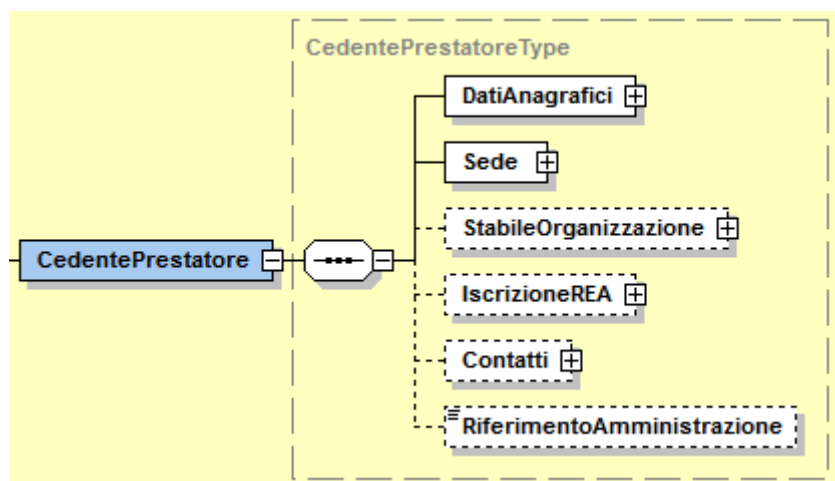 CedentePrestatoreType
DatiAnagrafici
Sede
StabileOrganizzazione
CedentePrestatore
IscrizioneREA
Contatti
RiferimentoAmministrazione